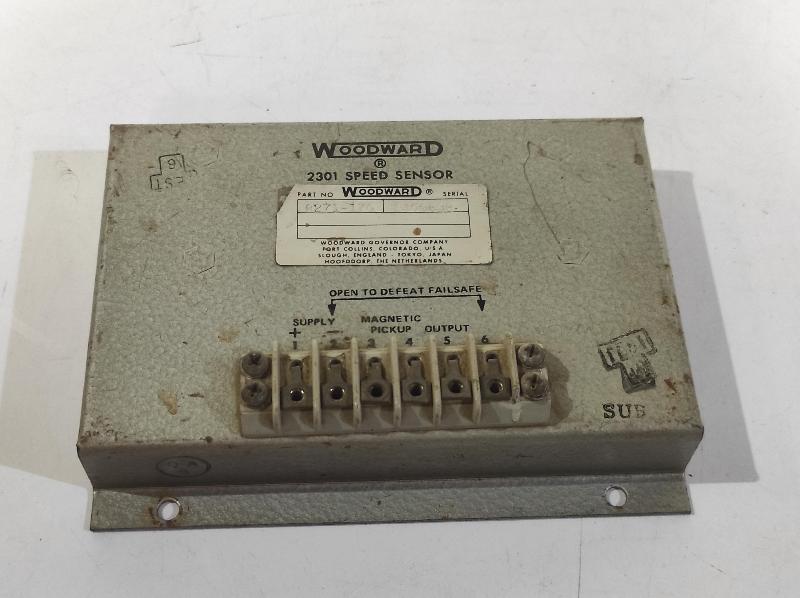 WOODWARD
®
2301 SPEED SENSOR
PART NO WOODWARD ® SERIAL
WOODWARD GOVERNOR COMPANY
FORT COLLINS, COLORADO, U S A
SLOUGH, ENGLAND - TOKYO, JAPAN
HOOFDDORP, THE NETHERLANDS
OPEN TO DEFEAT FAILSAFE
SUPPLY MAGNETIC
PICKUP OUTPUT
+ −
1 2 3 4 5 6
TEST
SUB